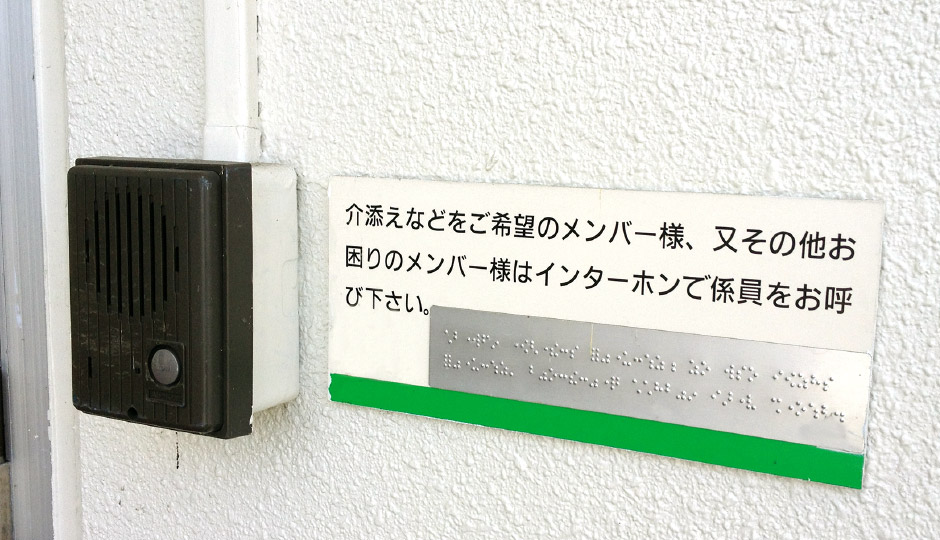 介添えなどをご希望のメンバー様、又その他お
困りのメンバー様はインターホンで係員をお呼
び下さい。